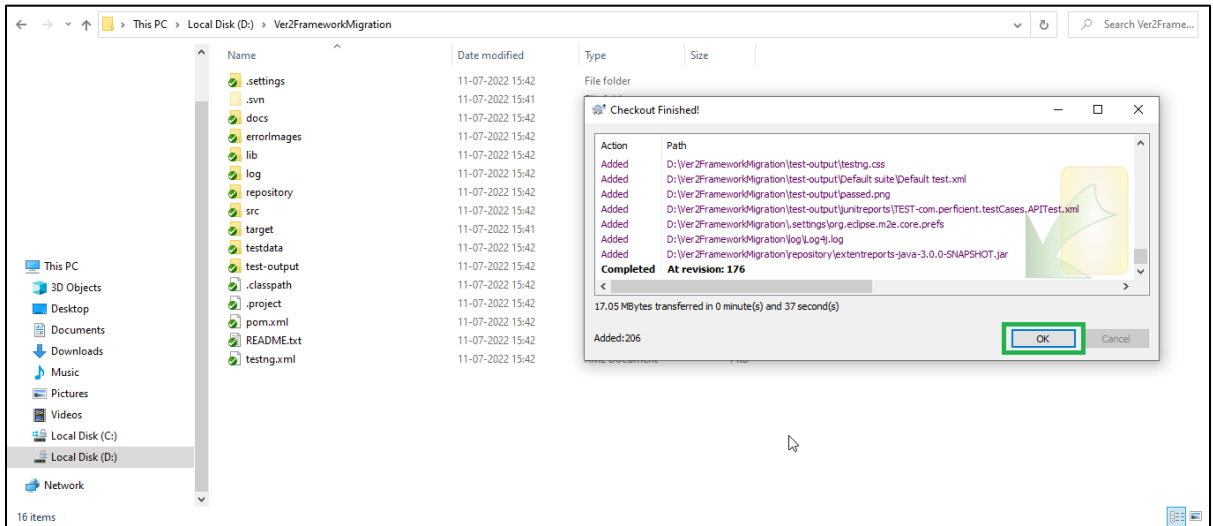 This PC > Local Disk (D:) > Ver2FrameworkMigration
Search Ver2Frame...
Name Date modified Type Size
.settings 11-07-2022 15:42 File folder
.svn 11-07-2022 15:41
docs 11-07-2022 15:42
errorImages 11-07-2022 15:42
lib 11-07-2022 15:42
log 11-07-2022 15:42
repository 11-07-2022 15:42
src 11-07-2022 15:42
target 11-07-2022 15:41
testdata 11-07-2022 15:42
test-output 11-07-2022 15:42
.classpath 11-07-2022 15:42
.project 11-07-2022 15:42
pom.xml 11-07-2022 15:42
README.txt 11-07-2022 15:42
testng.xml 11-07-2022 15:42
This PC
3D Objects
Desktop
Documents
Downloads
Music
Pictures
Videos
Local Disk (C:)
Local Disk (D:)
Network
16 items
Checkout Finished!
Action Path
Added D:\Ver2FrameworkMigration\test-output\testng.css
Added D:\Ver2FrameworkMigration\test-output\Default suite\Default test.xml
Added D:\Ver2FrameworkMigration\test-output\passed.png
Added D:\Ver2FrameworkMigration\test-output\junitreports\TEST-com.perficient.testCases.APITest.xml
Added D:\Ver2FrameworkMigration\.settings\org.eclipse.m2e.core.prefs
Added D:\Ver2FrameworkMigration\log\Log4j.log
Added D:\Ver2FrameworkMigration\repository\extentreports-java-3.0.0-SNAPSHOT.jar
Completed At revision: 176
17.05 MBytes transferred in 0 minute(s) and 37 second(s)
Added:206
OK Cancel